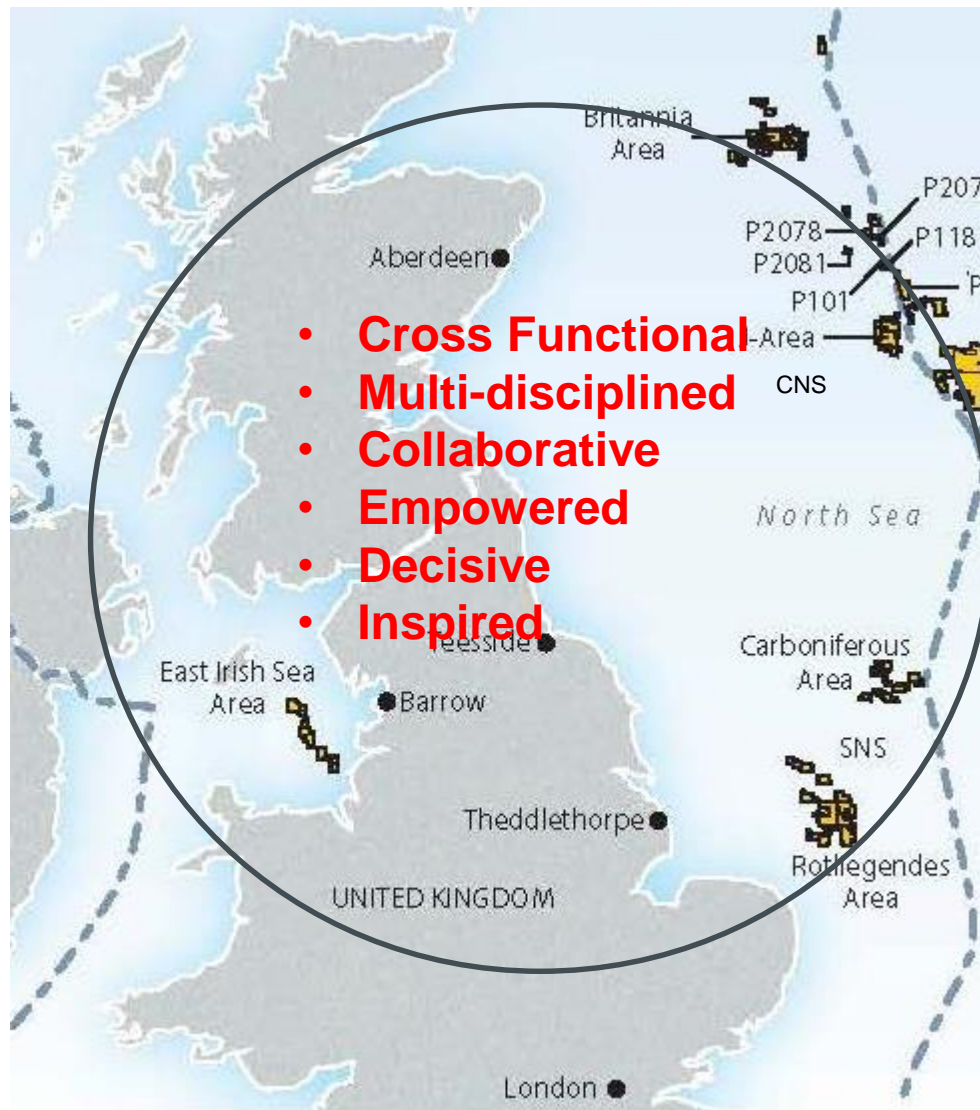 Britannia
Area
P207
P2078
P118
P2081
P101
Aberdeen
• Cross Functional
-Area
• Multi-disciplined
CNS
• Collaborative
• Empowered
North Sea
• Decisive
• Inspired
Teesside
Carboniferous
Area
East Irish Sea
Area
Barrow
SNS
Theddlethorpe
Rotliegendes
Area
UNITED KINGDOM
London